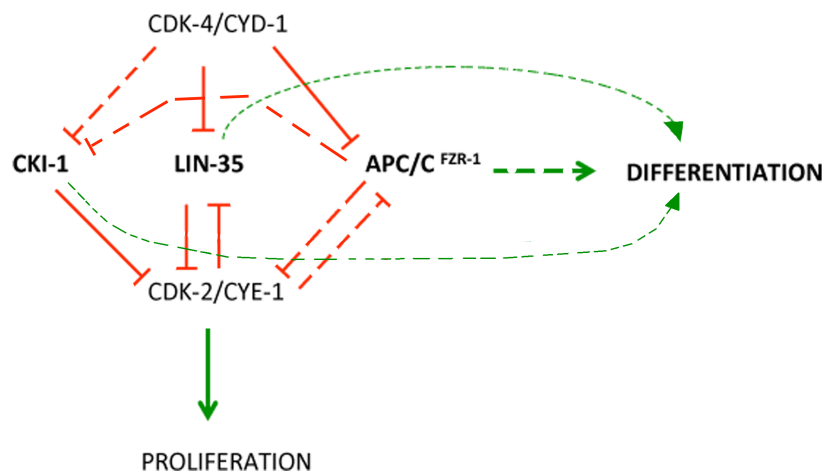 CDK-4/CYD-1
CKI-1
LIN-35
APC/C FZR-1
DIFFERENTIATION
CDK-2/CYE-1
PROLIFERATION